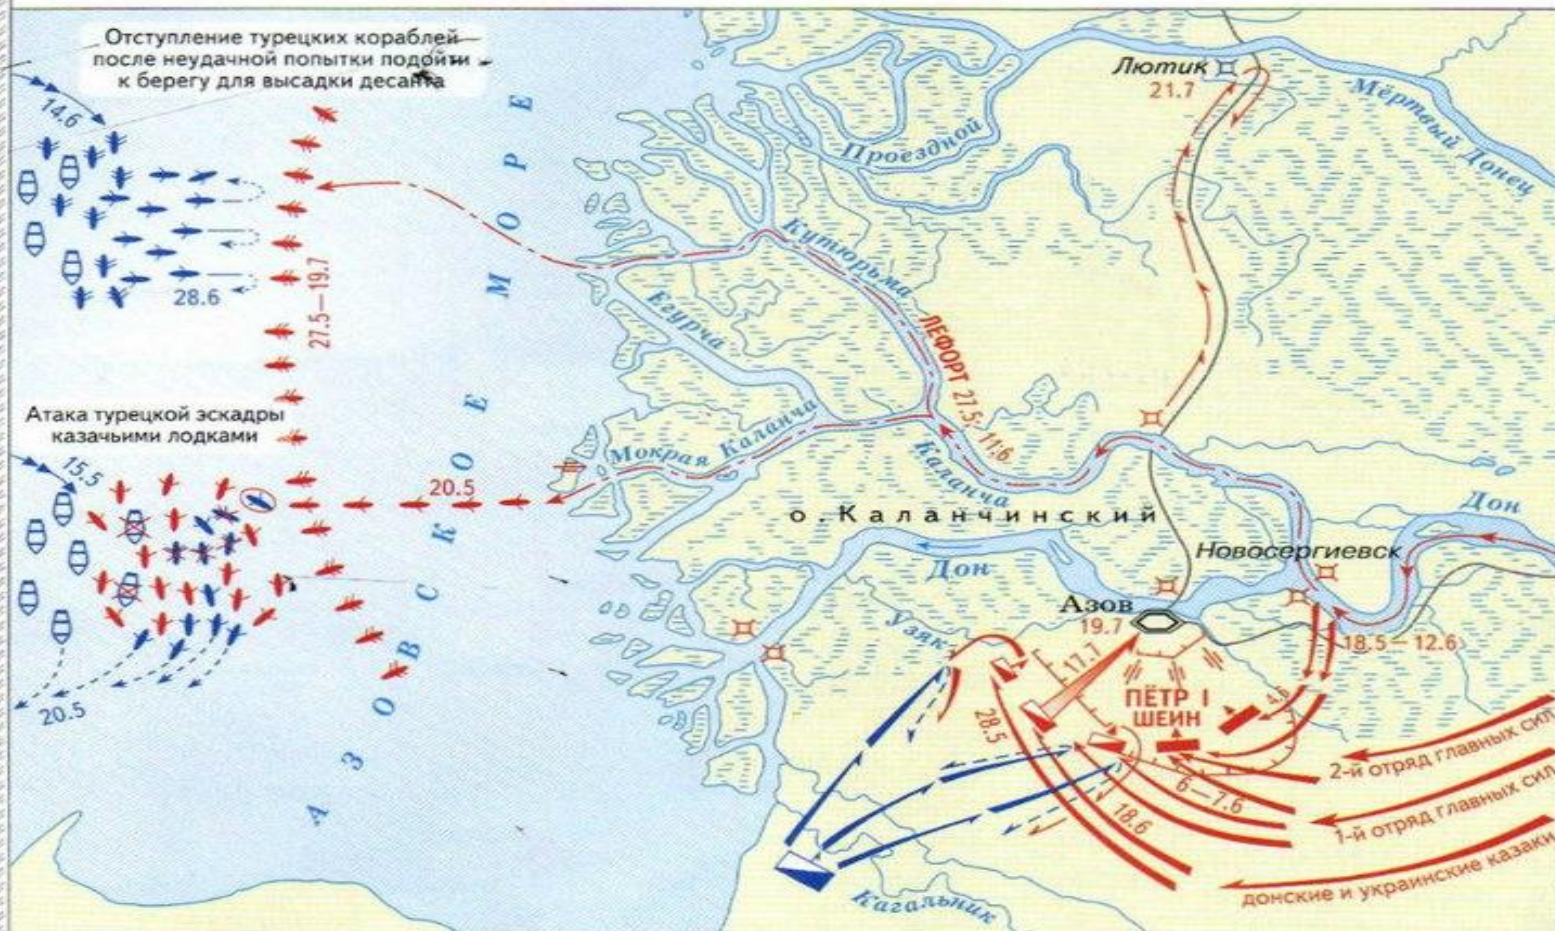 Отступление турецких кораблей
после неудачной попытки подойти
к берегу для высадки десанта
14.6
28.6
27.5—19.7
Атака турецкой эскадры
казачьими лодками
15.5
20.5
20.5
АЗОВСКОЕ МОРЕ
Лютик
21.7
Мёртвый Донец
Проездной
Кутюрьма
Егурча
ЛЕФОРТ 27.5—11.6
Мокрая Каланча
Каланча
о. Каланчинский
Дон
Новосергиевск
Дон
Азов
19.7
Узяк
17.7
18.5—12.6
ПЁТР I
ШЕИН
4.6
28.5
2-й отряд главных сил
6—7.6
1-й отряд главных сил
18.6
донские и украинские казаки
Кагальник